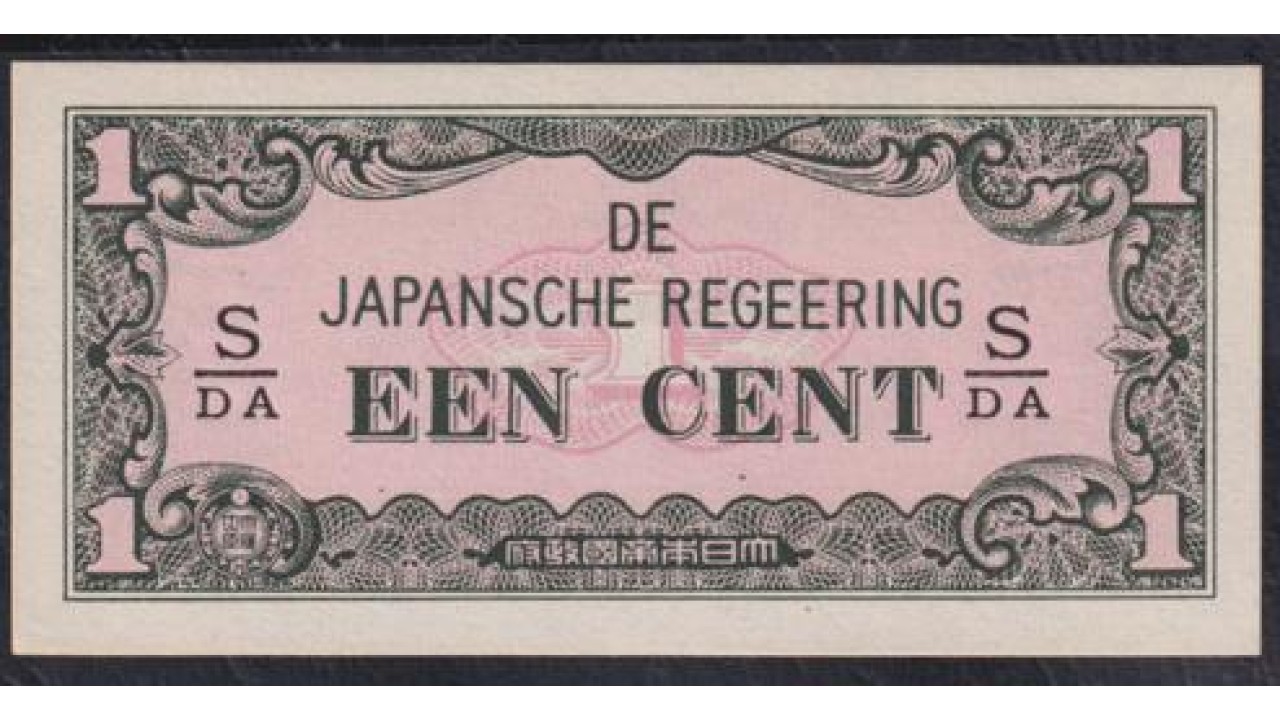 1 1
DE
JAPANSCHE REGEERING
S S
EEN CENT
DA DA
1 1
府政國帝本日大